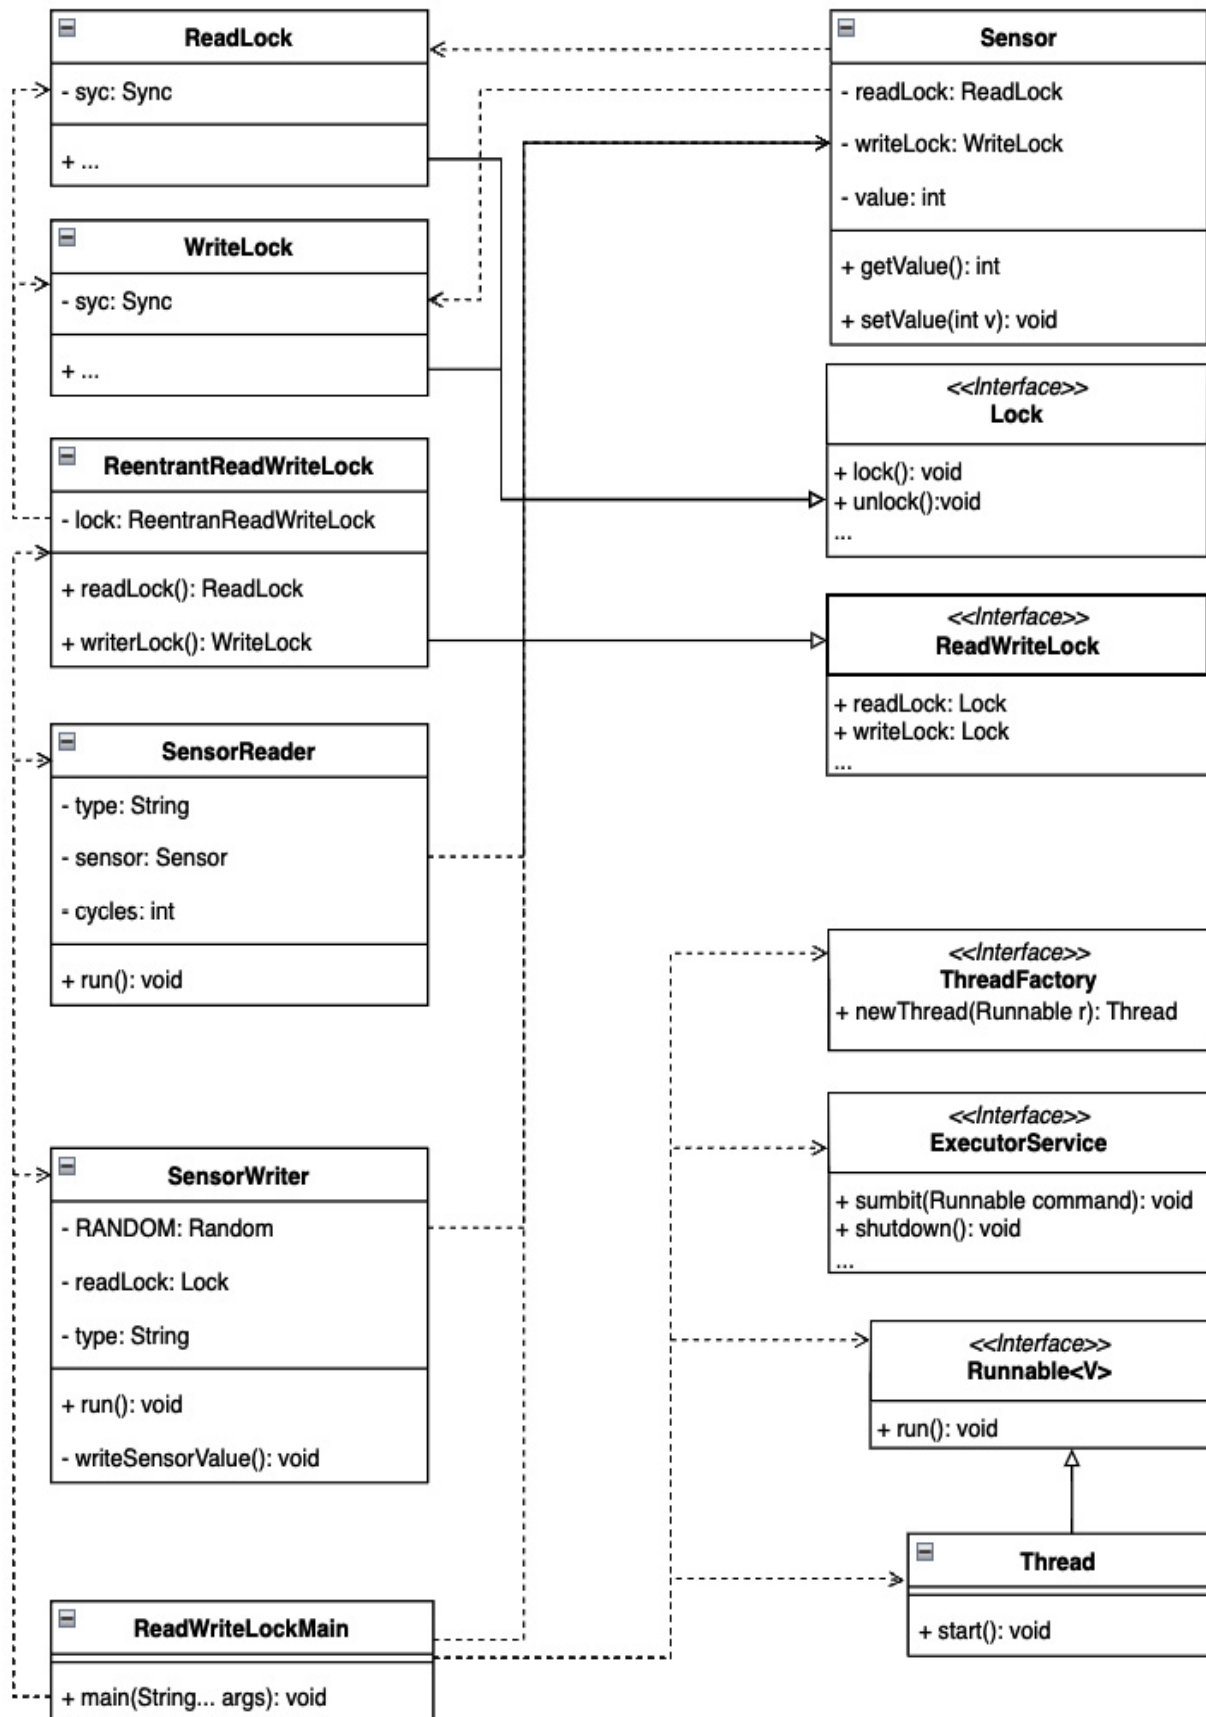 ReadLock
- syc: Sync
+ ...
WriteLock
- syc: Sync
+ ...
ReentrantReadWriteLock
- lock: ReentranReadWriteLock
+ readLock(): ReadLock
+ writerLock(): WriteLock
SensorReader
- type: String
- sensor: Sensor
- cycles: int
+ run(): void
SensorWriter
- RANDOM: Random
- readLock: Lock
- type: String
+ run(): void
- writeSensorValue(): void
ReadWriteLockMain
+ main(String... args): void
Sensor
- readLock: ReadLock
- writeLock: WriteLock
- value: int
+ getValue(): int
+ setValue(int v): void
<<Interface>>
Lock
+ lock(): void
+ unlock():void
...
<<Interface>>
ReadWriteLock
+ readLock: Lock
+ writeLock: Lock
...
<<Interface>>
ThreadFactory
+ newThread(Runnable r): Thread
<<Interface>>
ExecutorService
+ sumbit(Runnable command): void
+ shutdown(): void
...
<<Interface>>
Runnable<V>
+ run(): void
Thread
+ start(): void